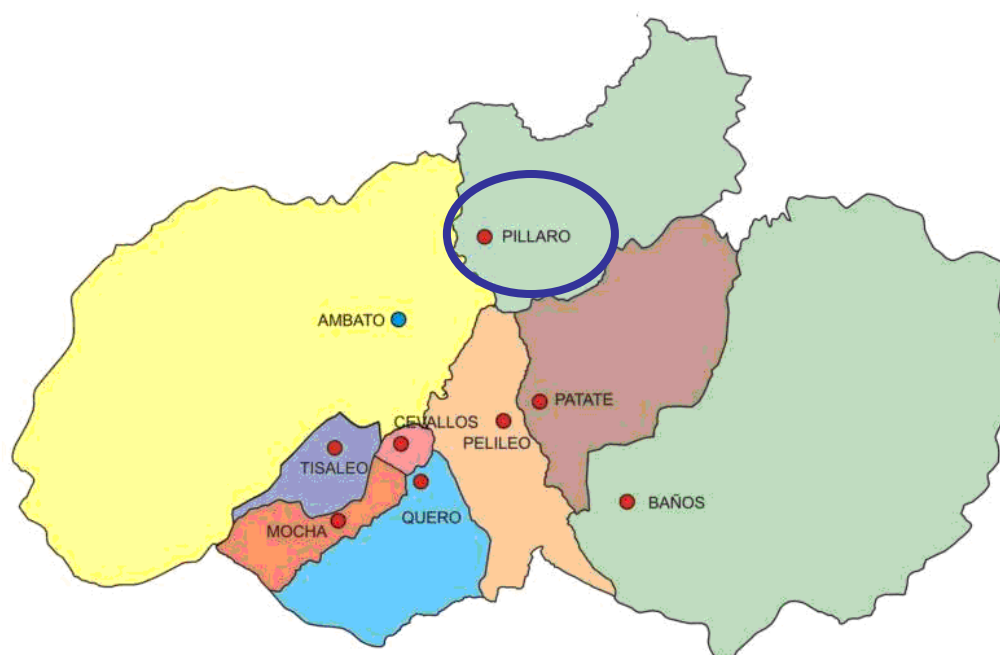 PILLARO
AMBATO
PATATE
CEVALLOS
PELILEO
TISALEO
BAÑOS
QUERO
MOCHA